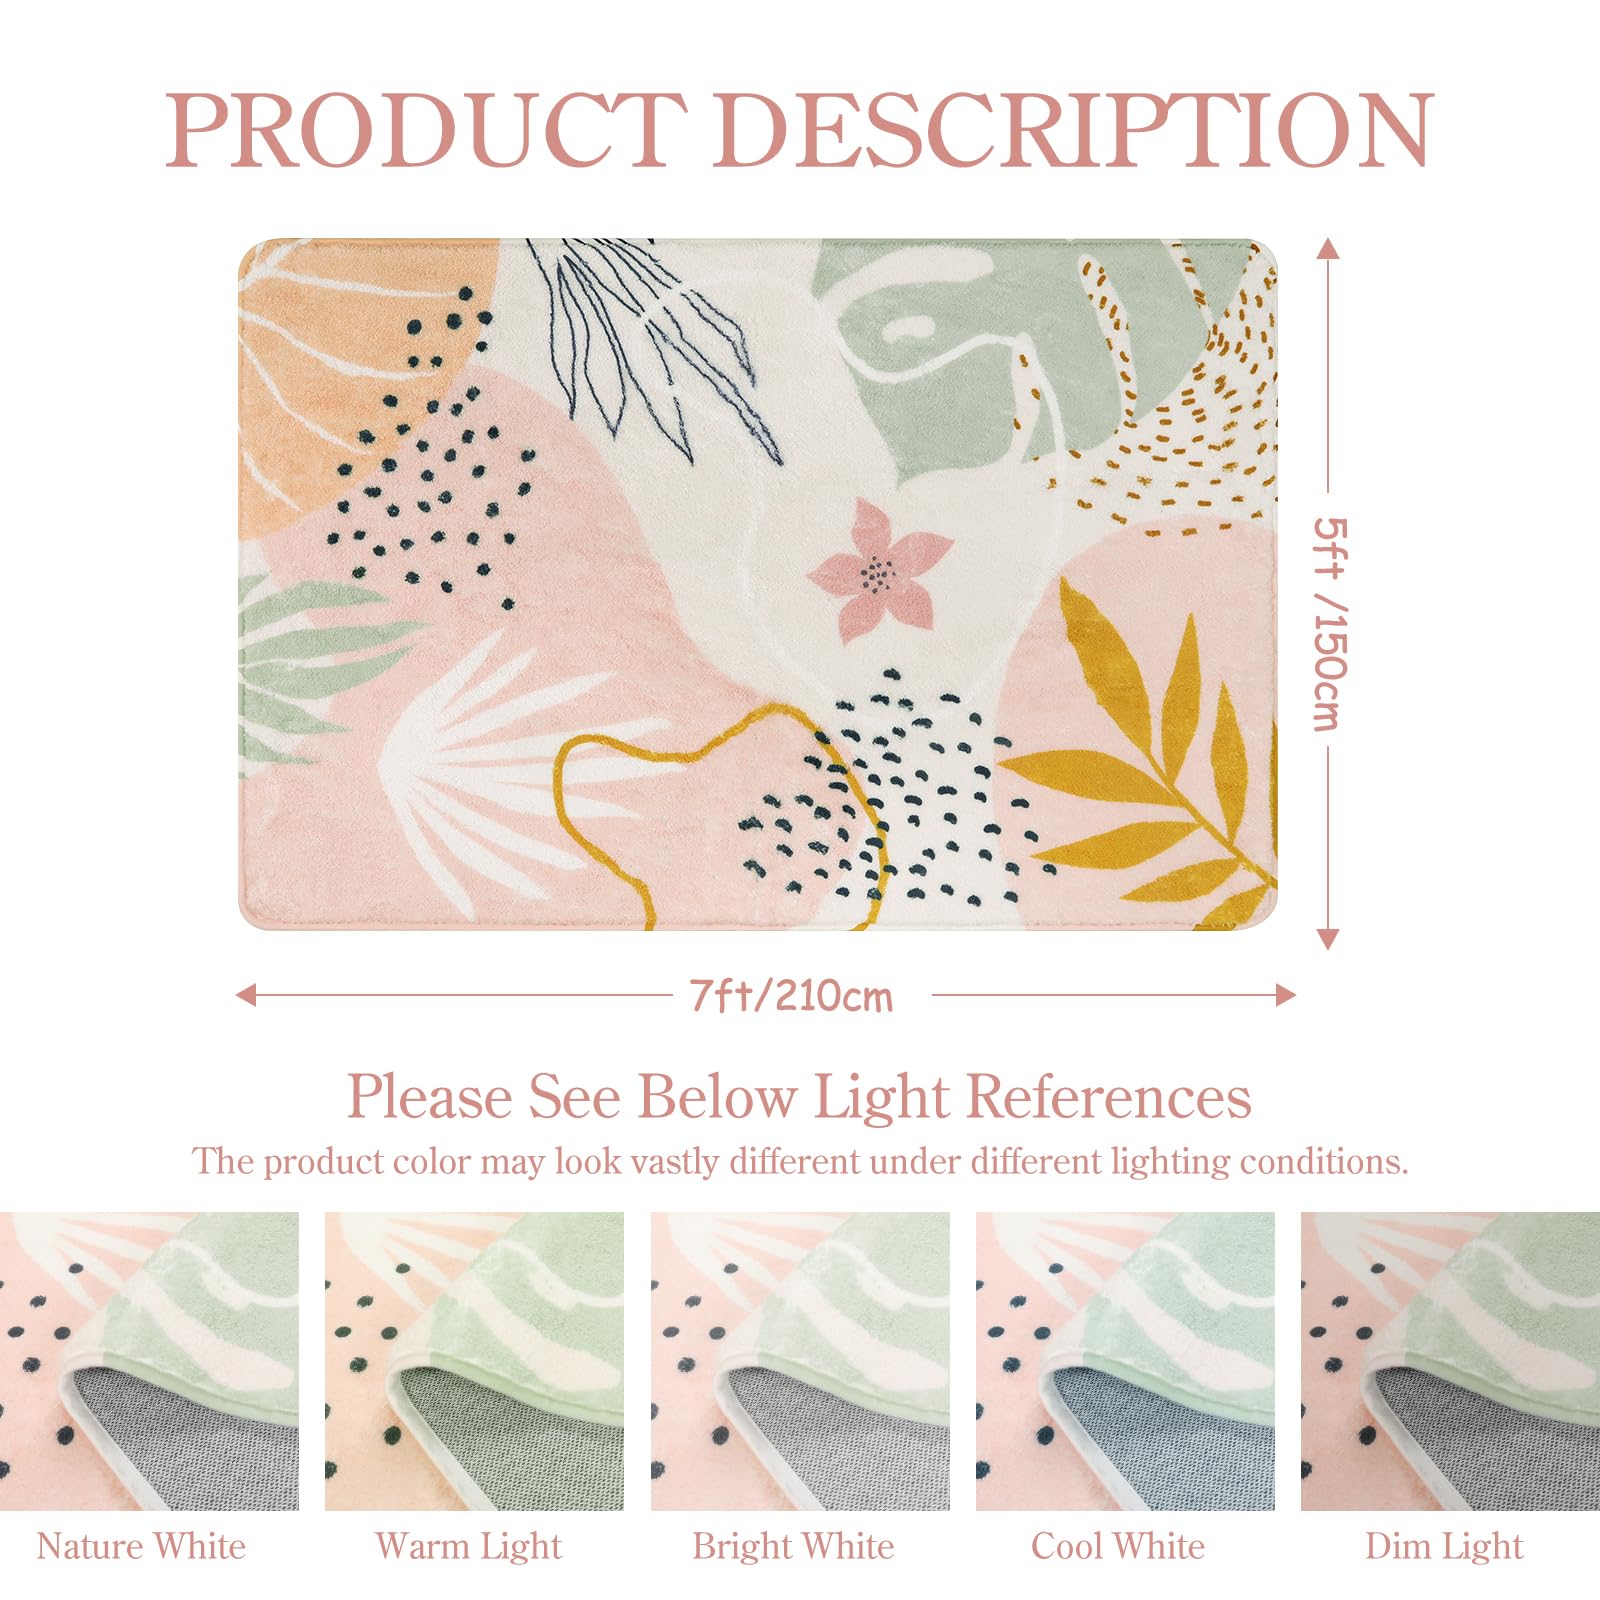 PRODUCT DESCRIPTION
5ft /150cm
7ft/210cm
Please See Below Light References
The product color may look vastly different under different lighting conditions.
Nature White
Warm Light
Bright White
Cool White
Dim Light